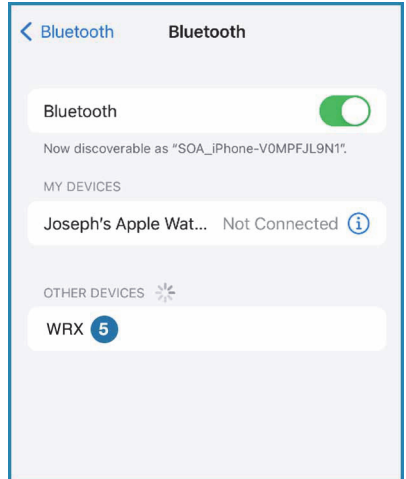 Bluetooth Bluetooth
Bluetooth
Now discoverable as “SOA_iPhone-V0MPFJL9N1”.
MY DEVICES
Joseph’s Apple Wat... Not Connected
OTHER DEVICES
WRX 5